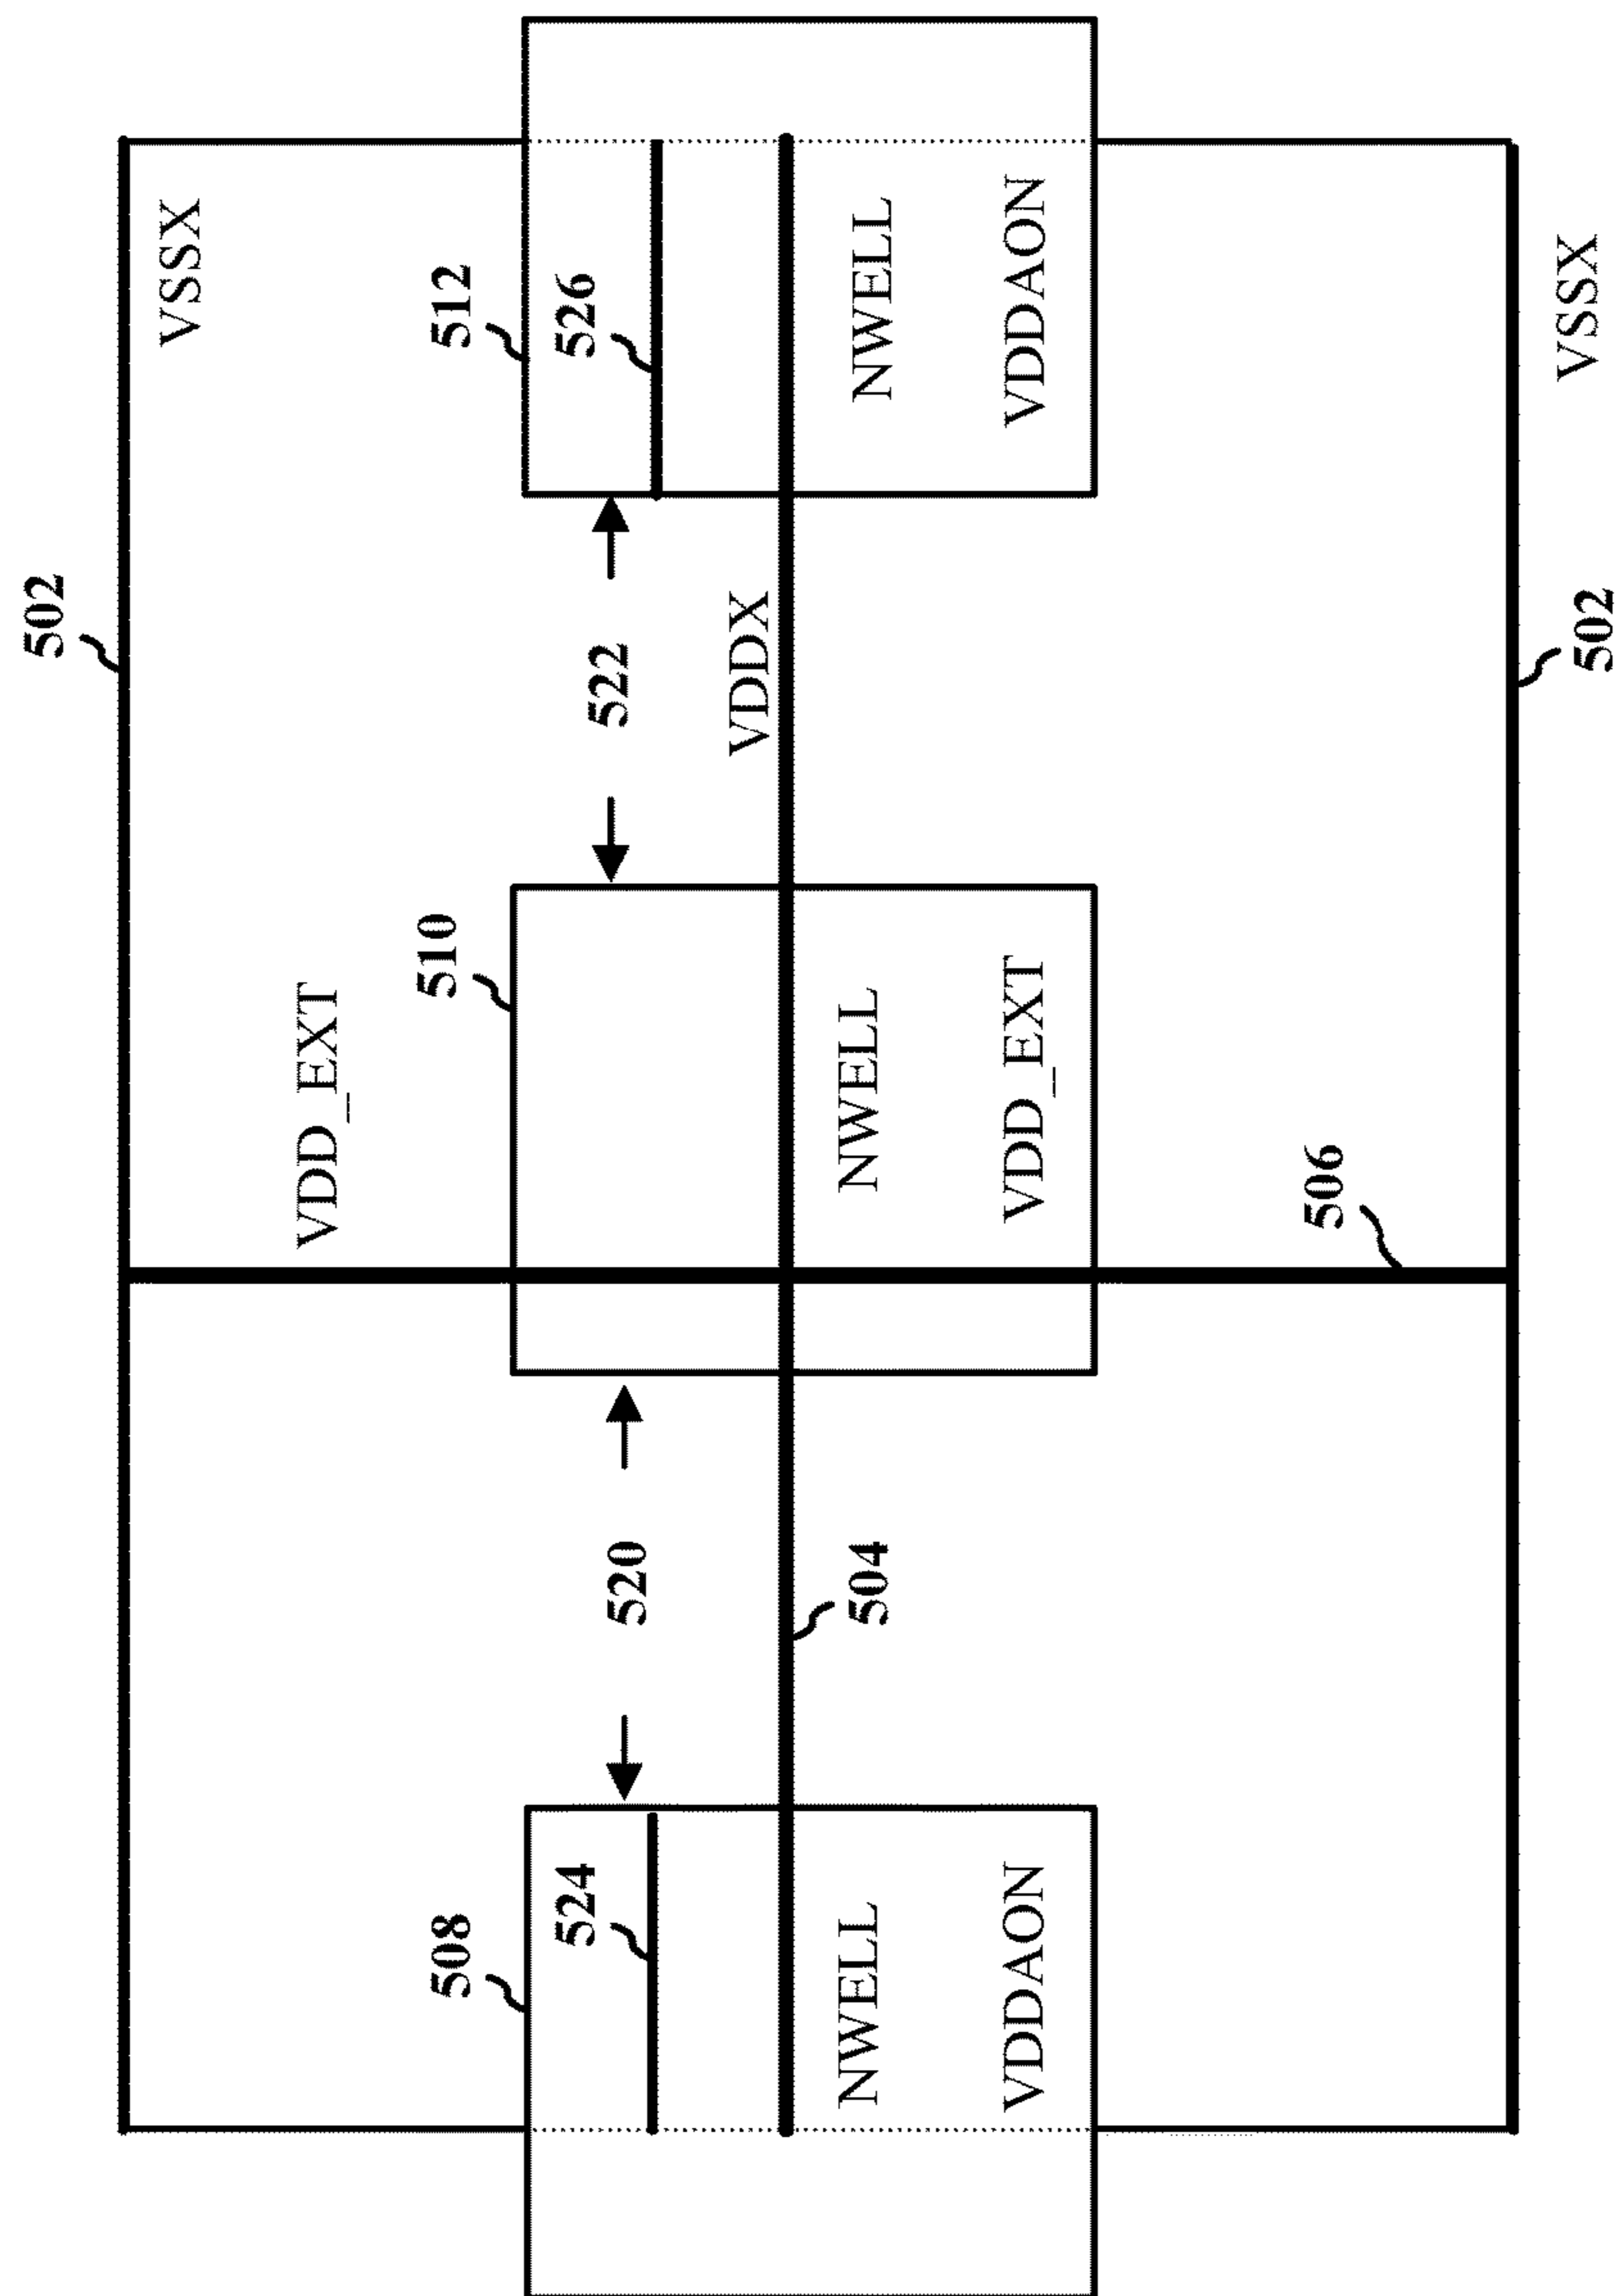 502
VSSX
VDD_EXT
508
510
512
524
526
520
522
VDDX
504
NWELL
NWELL
NWELL
VDDAON
VDD_EXT
VDDAON
506
502
VSSX